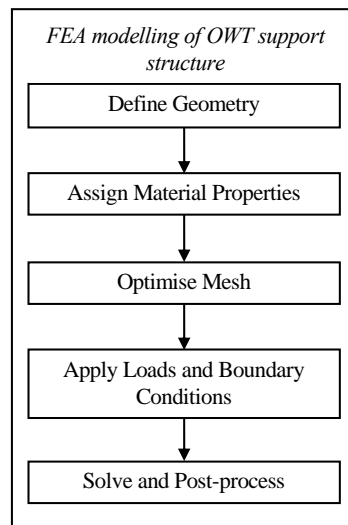 FEA modelling of OWT support
structure
Define Geometry
Assign Material Properties
Optimise Mesh
Apply Loads and Boundary
Conditions
Solve and Post-process